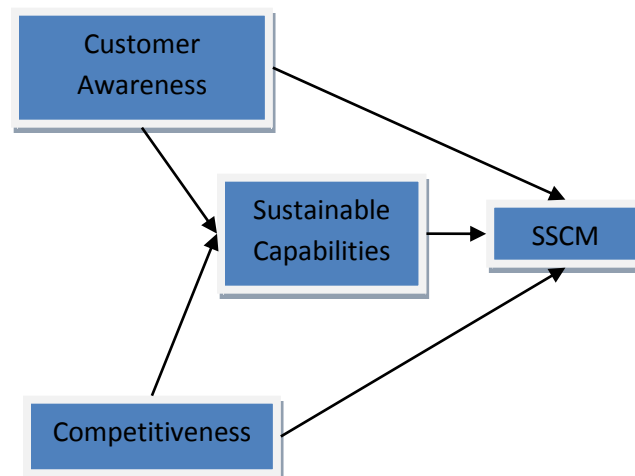 Customer
Awareness
Sustainable
Capabilities
SSCM
Competitiveness